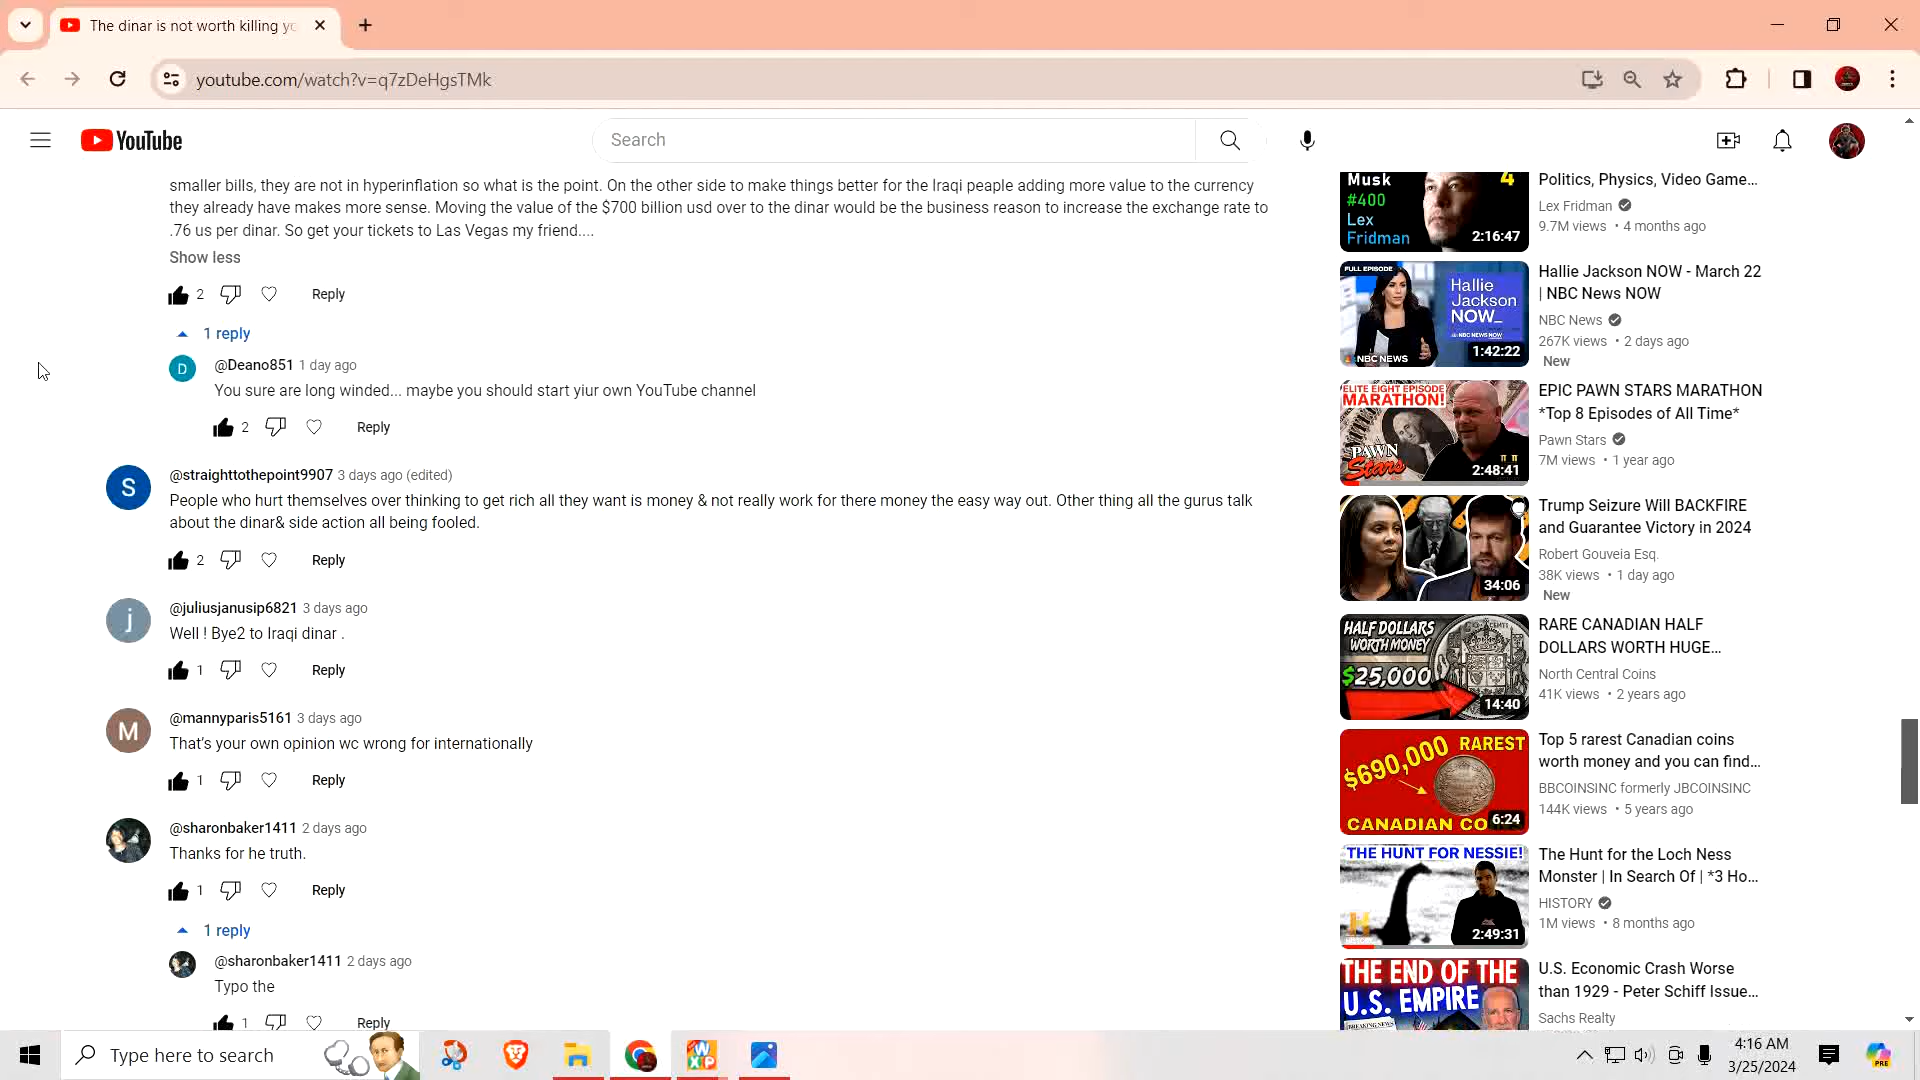 The dinar is not worth killing yo
youtube.com/watch?v=q7zDeHgsTMk
YouTube
Search
smaller bills, they are not in hyperinflation so what is the point. On the other side to make things better for the Iraqi peaple adding more value to the currency
they already have makes more sense. Moving the value of the $700 billion usd over to the dinar would be the business reason to increase the exchange rate to
.76 us per dinar. So get your tickets to Las Vegas my friend....
Show less
2
Reply
1 reply
D
@Deano851 1 day ago
You sure are long winded... maybe you should start yiur own YouTube channel
2
Reply
S
@straighttothepoint9907 3 days ago (edited)
People who hurt themselves over thinking to get rich all they want is money & not really work for there money the easy way out. Other thing all the gurus talk
about the dinar& side action all being fooled.
2
Reply
j
@juliusjanusip6821 3 days ago
Well ! Bye2 to Iraqi dinar .
1
Reply
M
@mannyparis5161 3 days ago
That's your own opinion wc wrong for internationally
1
Reply
@sharonbaker1411 2 days ago
Thanks for he truth.
1
Reply
1 reply
@sharonbaker1411 2 days ago
Typo the
1
Reply
Musk
4
#400
Lex
Fridman
2:16:47
Politics, Physics, Video Game...
Lex Fridman
9.7M views • 4 months ago
FULL EPISODE
Hallie
Jackson
NOW_
NBC NEWS NOW
NBC NEWS
1:42:22
Hallie Jackson NOW - March 22
| NBC News NOW
NBC News
267K views • 2 days ago
New
ELITE EIGHT EPISODE
MARATHON!
PAWN
Stars
2:48:41
EPIC PAWN STARS MARATHON
*Top 8 Episodes of All Time*
Pawn Stars
7M views • 1 year ago
34:06
Trump Seizure Will BACKFIRE
and Guarantee Victory in 2024
Robert Gouveia Esq.
38K views • 1 day ago
New
HALF DOLLARS
WORTH MONEY
$25,000
14:40
RARE CANADIAN HALF
DOLLARS WORTH HUGE...
North Central Coins
41K views • 2 years ago
$690,000 RAREST
CANADIAN CO
6:24
Top 5 rarest Canadian coins
worth money and you can find...
BBCOINSINC formerly JBCOINSINC
144K views • 5 years ago
THE HUNT FOR NESSIE!
H
2:49:31
The Hunt for the Loch Ness
Monster | In Search Of | *3 Ho...
HISTORY
1M views • 8 months ago
THE END OF THE
U.S. EMPIRE
BREAKING NEWS
U.S. Economic Crash Worse
than 1929 - Peter Schiff Issue...
Sachs Realty
Type here to search
W
XP
4:16 AM
3/25/2024
PRE